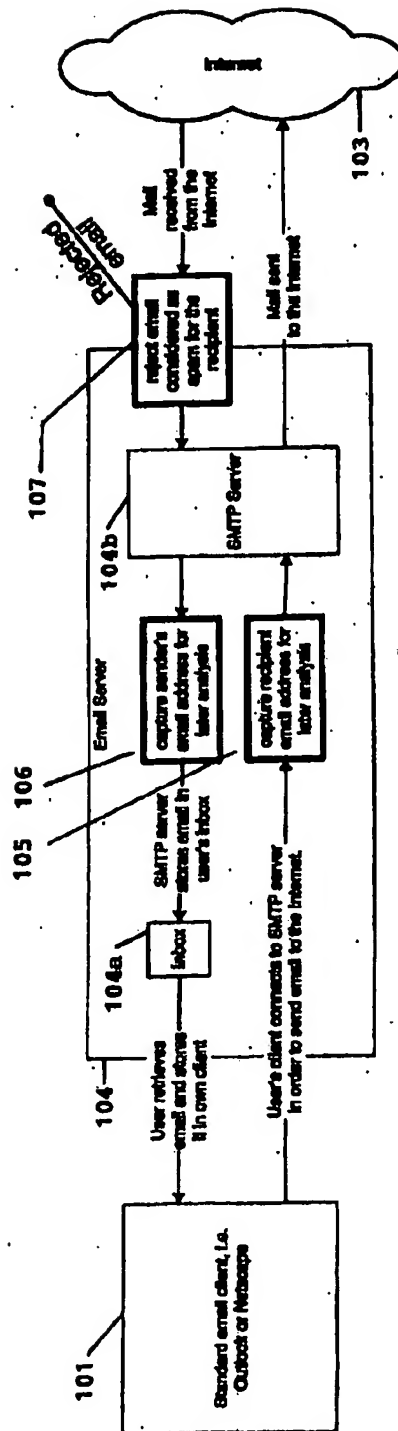 101
Standard email client, i.e.
Outlook or Netscape
User retrieves
email and stores
it in own client
User's client connects to SMTP server
in order to send email to the Internet.
104
Email Server
104a
Inbox
SMTP server
stores email in
user's inbox
106
capture sender's
email address for
later analysis
105
capture recipient
email address for
later analysis
104b
SMTP Server
107
reject email
considered as
spam for the
recipient
Rejected
email
Mail
received
from the
Internet
Mail sent
to the Internet
Internet
103